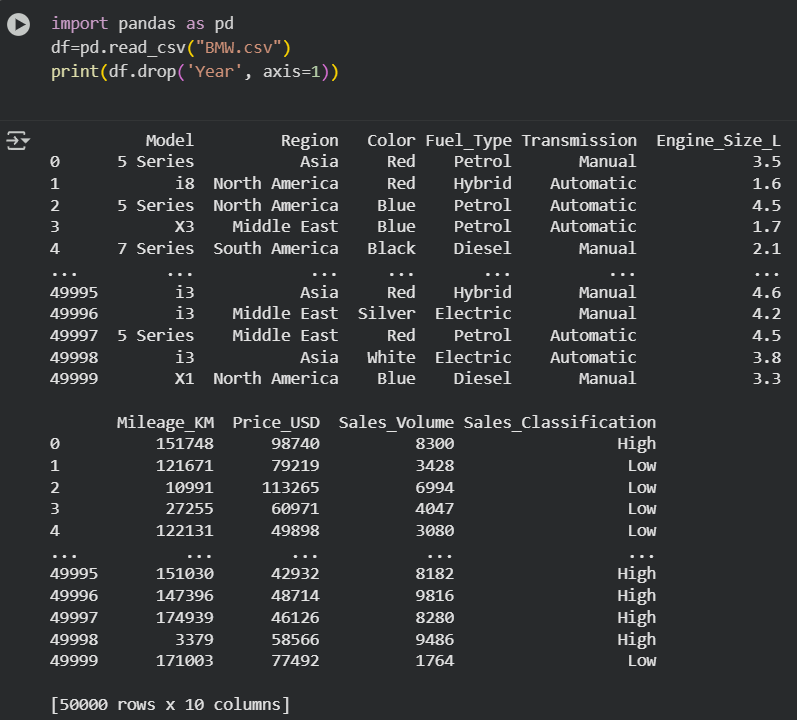 import pandas as pd
df=pd.read_csv("BMW.csv")
print(df.drop('Year', axis=1))
Model Region Color Fuel_Type Transmission Engine_Size_L
0 5 Series Asia Red Petrol Manual 3.5
1 i8 North America Red Hybrid Automatic 1.6
2 5 Series North America Blue Petrol Automatic 4.5
3 X3 Middle East Blue Petrol Automatic 1.7
4 7 Series South America Black Diesel Manual 2.1
... ... ... ... ... ... ...
49995 i3 Asia Red Hybrid Manual 4.6
49996 i3 Middle East Silver Electric Manual 4.2
49997 5 Series Middle East Red Petrol Automatic 4.5
49998 i3 Asia White Electric Automatic 3.8
49999 X1 North America Blue Diesel Manual 3.3
Mileage_KM Price_USD Sales_Volume Sales_Classification
0 151748 98740 8300 High
1 121671 79219 3428 Low
2 10991 113265 6994 Low
3 27255 60971 4047 Low
4 122131 49898 3080 Low
... ... ... ... ...
49995 151030 42932 8182 High
49996 147396 48714 9816 High
49997 174939 46126 8280 High
49998 3379 58566 9486 High
49999 171003 77492 1764 Low
[50000 rows x 10 columns]